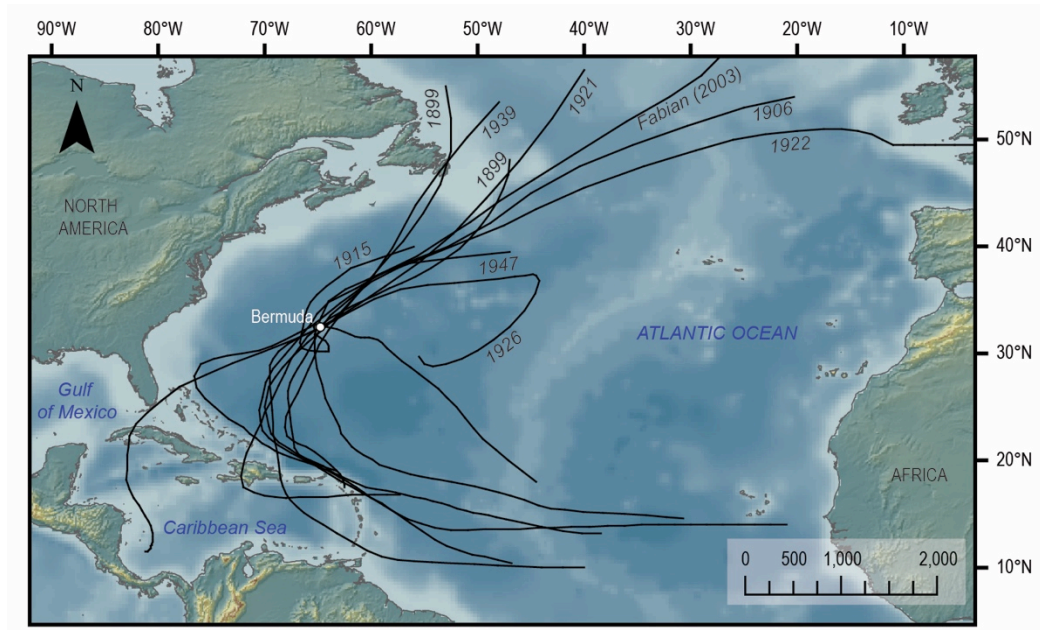 90°W 80°W 70°W 60°W 50°W 40°W 30°W 20°W 10°W
N
1899
1939
1921
Fabian (2003)
1906
1922
50°N
1899
NORTH
AMERICA
1915
1947
40°N
Bermuda
ATLANTIC OCEAN
1926
30°N
Gulf
of Mexico
20°N
AFRICA
Caribbean Sea
0 500 1,000 2,000
10°N